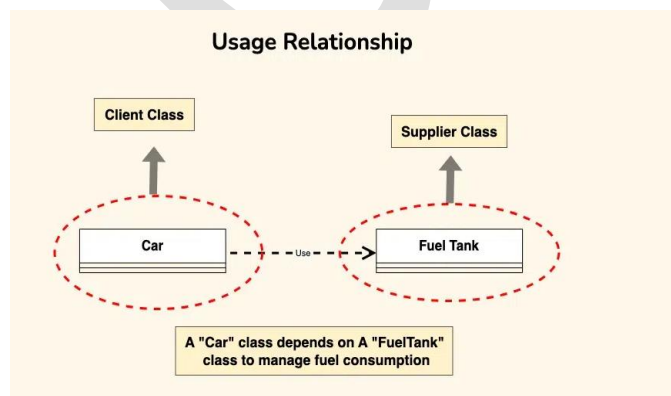 Usage Relationship
Client Class
Supplier Class
Car
Use
Fuel Tank
A "Car" class depends on A "FuelTank"
class to manage fuel consumption